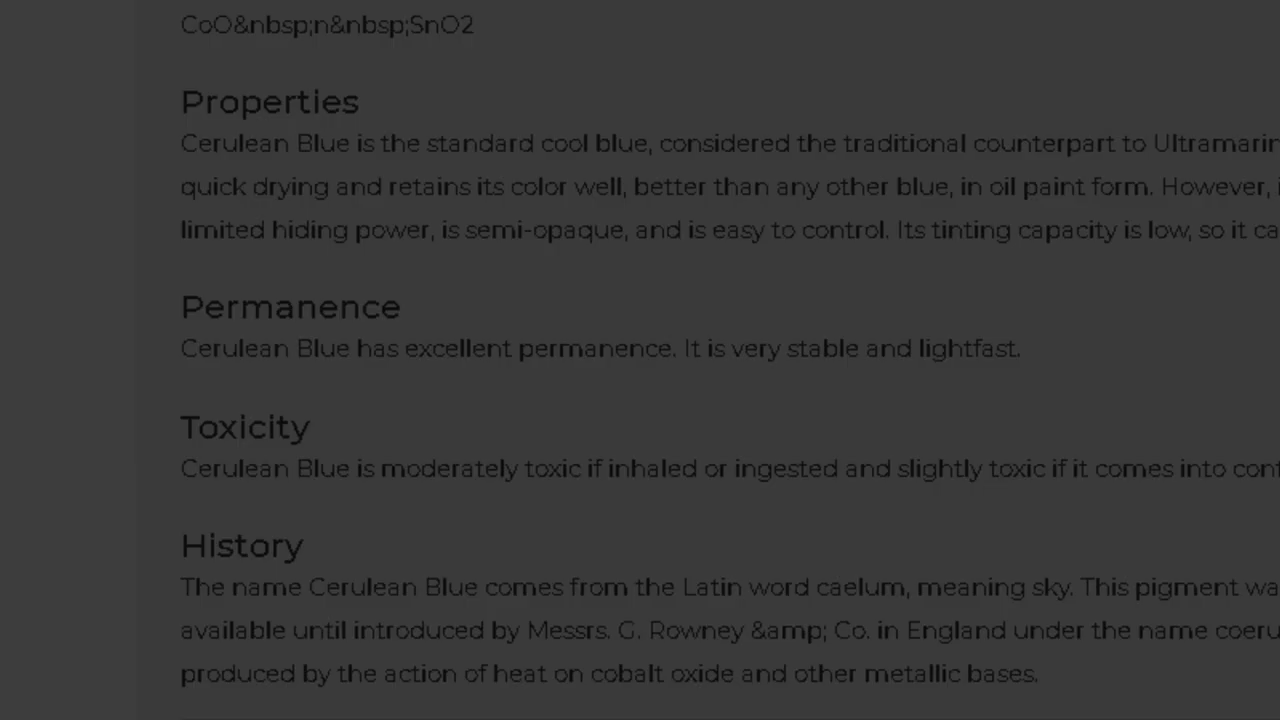 CoO&nbsp;n&nbsp;SnO2
Properties
Cerulean Blue is the standard cool blue, considered the traditional counterpart to
quick drying and retains its color well, better than any other blue, in oil paint form. However,
limited hiding power, is semi-opaque, and is easy to control. Its tinting capacity is low, so it
Permanence
Cerulean Blue has excellent permanence. It is very stable and lightfast.
Toxicity
Cerulean Blue is moderately toxic if inhaled or ingested and slightly toxic if it comes into
History
The name Cerulean Blue comes from the Latin word caelum, meaning sky. This pigment
available until introduced by Messrs. G. Rowney &amp; Co. in England under the name
produced by the action of heat on cobalt oxide and other metallic bases.